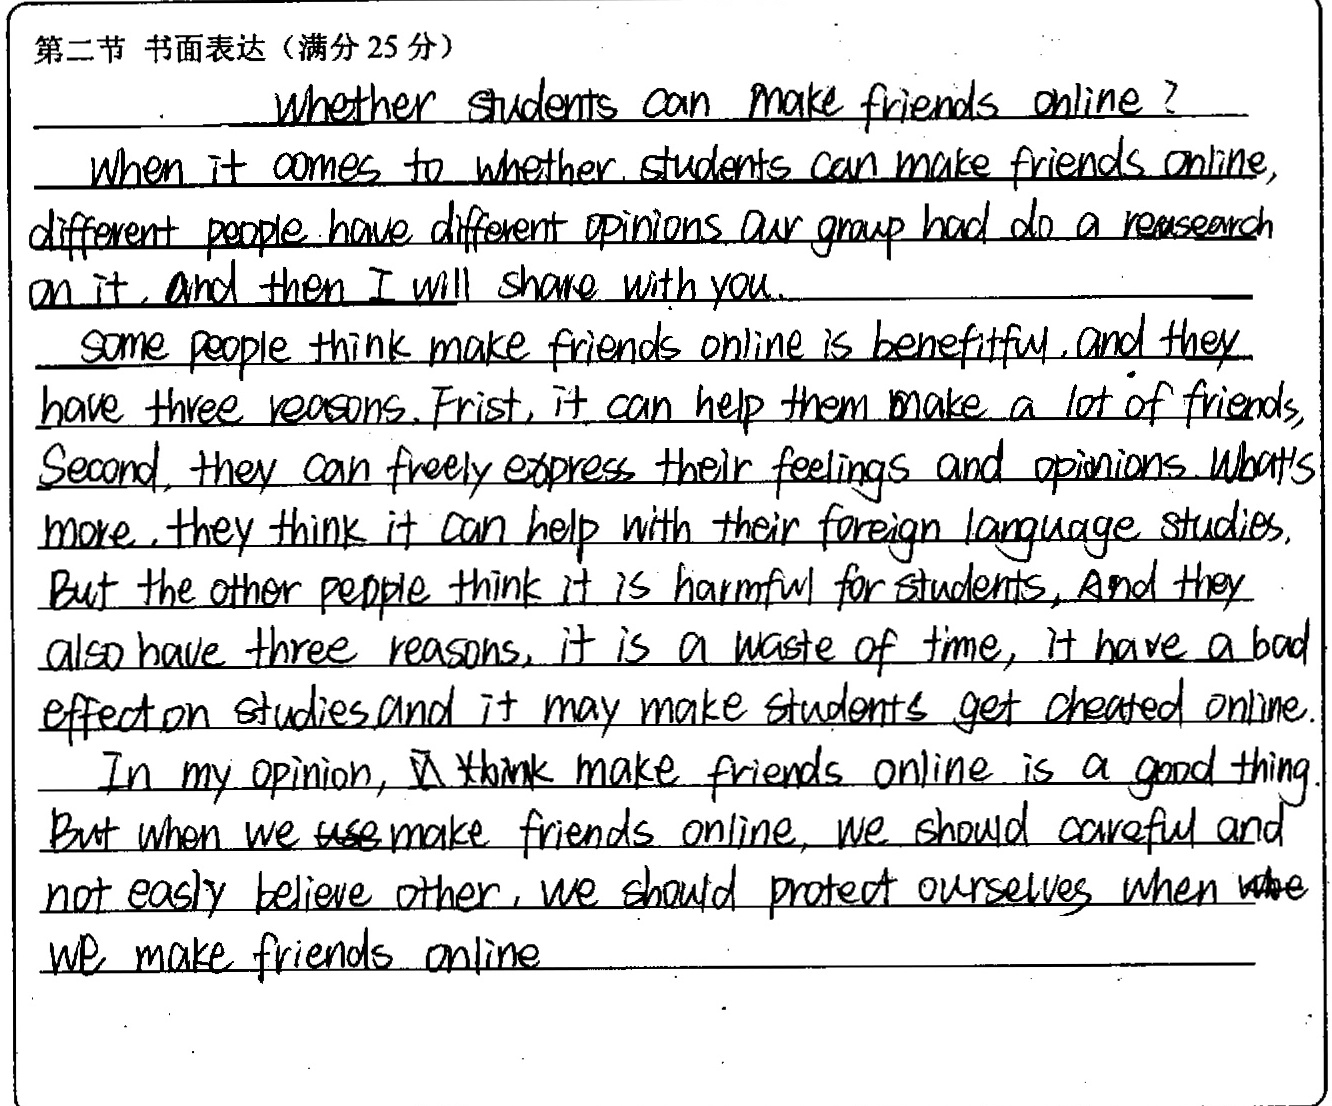 第二节 书面表达（满分 25 分）
Whether students can make friends online?
When it comes to whether students can make friends online,
different people have different opinions Our group had do a reasearch
on it, and then I will share with you.
Some people think make friends online is benefitful, and they
have three reasons. Frist, it can help them make a lot of friends,
Second, they can freely express their feelings and opinions. What's
more, they think it can help with their foreign language studies.
But the other people think it is harmful for students, And they
also have three reasons, it is a waste of time, it have a bad
effect on studies and it may make students get cheated online.
In my opinion, think make friends online is a good thing.
But when we use make friends online, we should careful and
not easly believe other, we should protect ourselves when
we make friends online